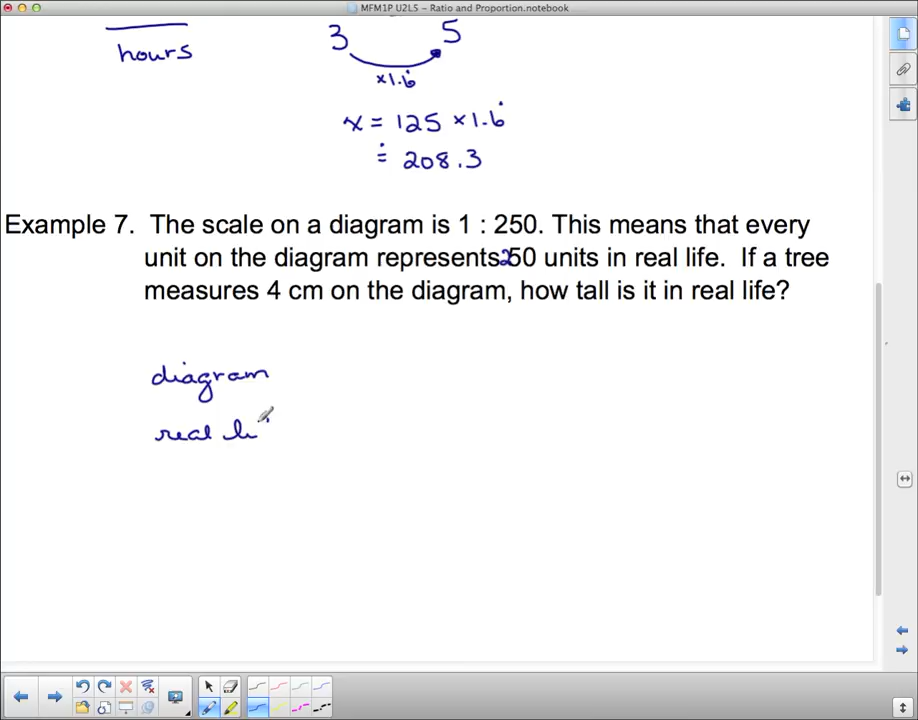 MFM1P U2L5 – Ratio and Proportion.notebook
hours
3 5
×1.6̇
x = 125 ×1.6̇
≐ 208.3
Example 7. The scale on a diagram is 1 : 250. This means that every
unit on the diagram represents 250 units in real life. If a tree
measures 4 cm on the diagram, how tall is it in real life?
diagram
real li